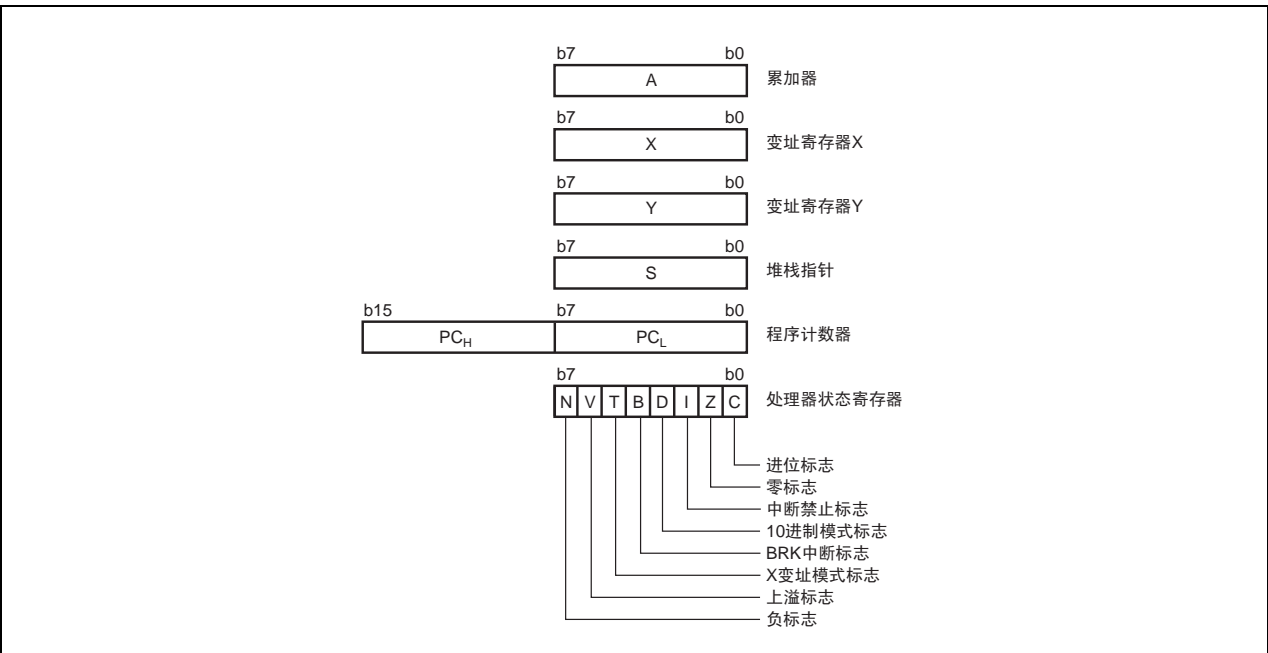 b7 b0
A 累加器
b7 b0
X 变址寄存器X
b7 b0
Y 变址寄存器Y
b7 b0
S 堆栈指针
b15 b7 b0
PCH PCL 程序计数器
b7 b0
N V T B D I Z C 处理器状态寄存器
进位标志
零标志
中断禁止标志
10进制模式标志
BRK中断标志
X变址模式标志
上溢标志
负标志